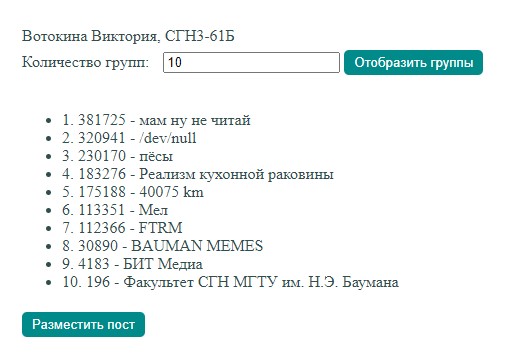 Вотокина Виктория, СГН3-61Б
Количество групп: 10 Отобразить группы
• 1. 381725 - мам ну не читай
• 2. 320941 - /dev/null
• 3. 230170 - пёсы
• 4. 183276 - Реализм кухонной раковины
• 5. 175188 - 40075 km
• 6. 113351 - Мел
• 7. 112366 - FTRM
• 8. 30890 - BAUMAN MEMES
• 9. 4183 - БИТ Медиа
• 10. 196 - Факультет СГН МГТУ им. Н.Э. Баумана
Разместить пост